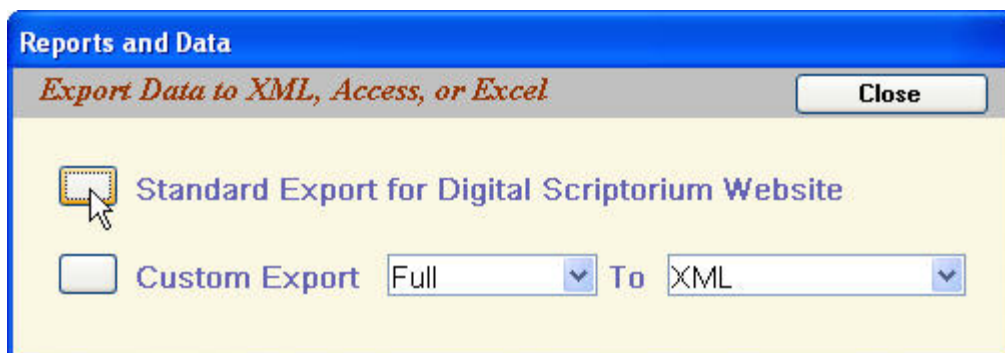 Reports and Data
Export Data to XML, Access, or Excel
Close
Standard Export for Digital Scriptorium Website
Custom Export Full To XML